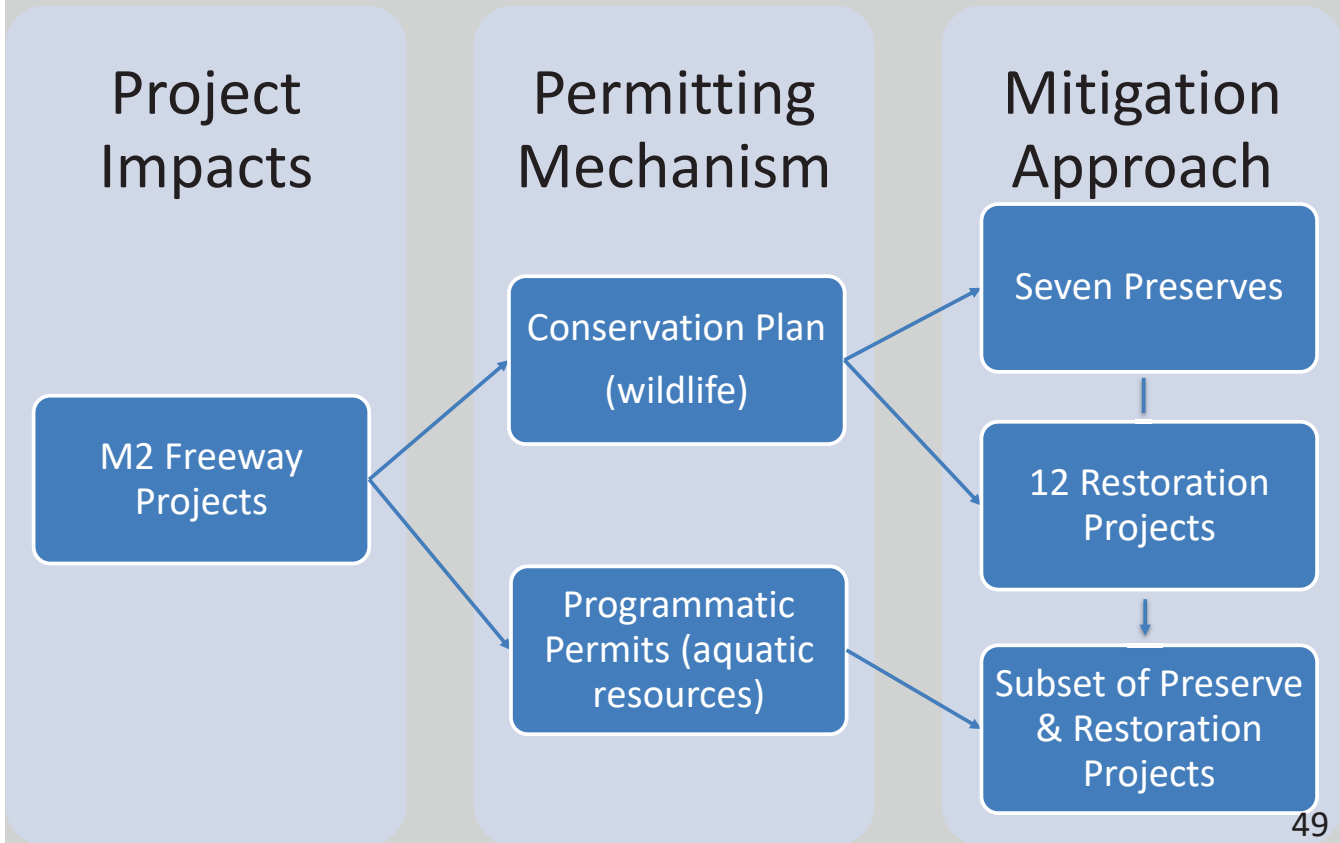 Project
Impacts
M2 Freeway
Projects
Permitting
Mechanism
Conservation Plan
(wildlife)
Programmatic
Permits (aquatic
resources)
Mitigation
Approach
Seven Preserves
12 Restoration
Projects
Subset of Preserve
& Restoration
Projects
49